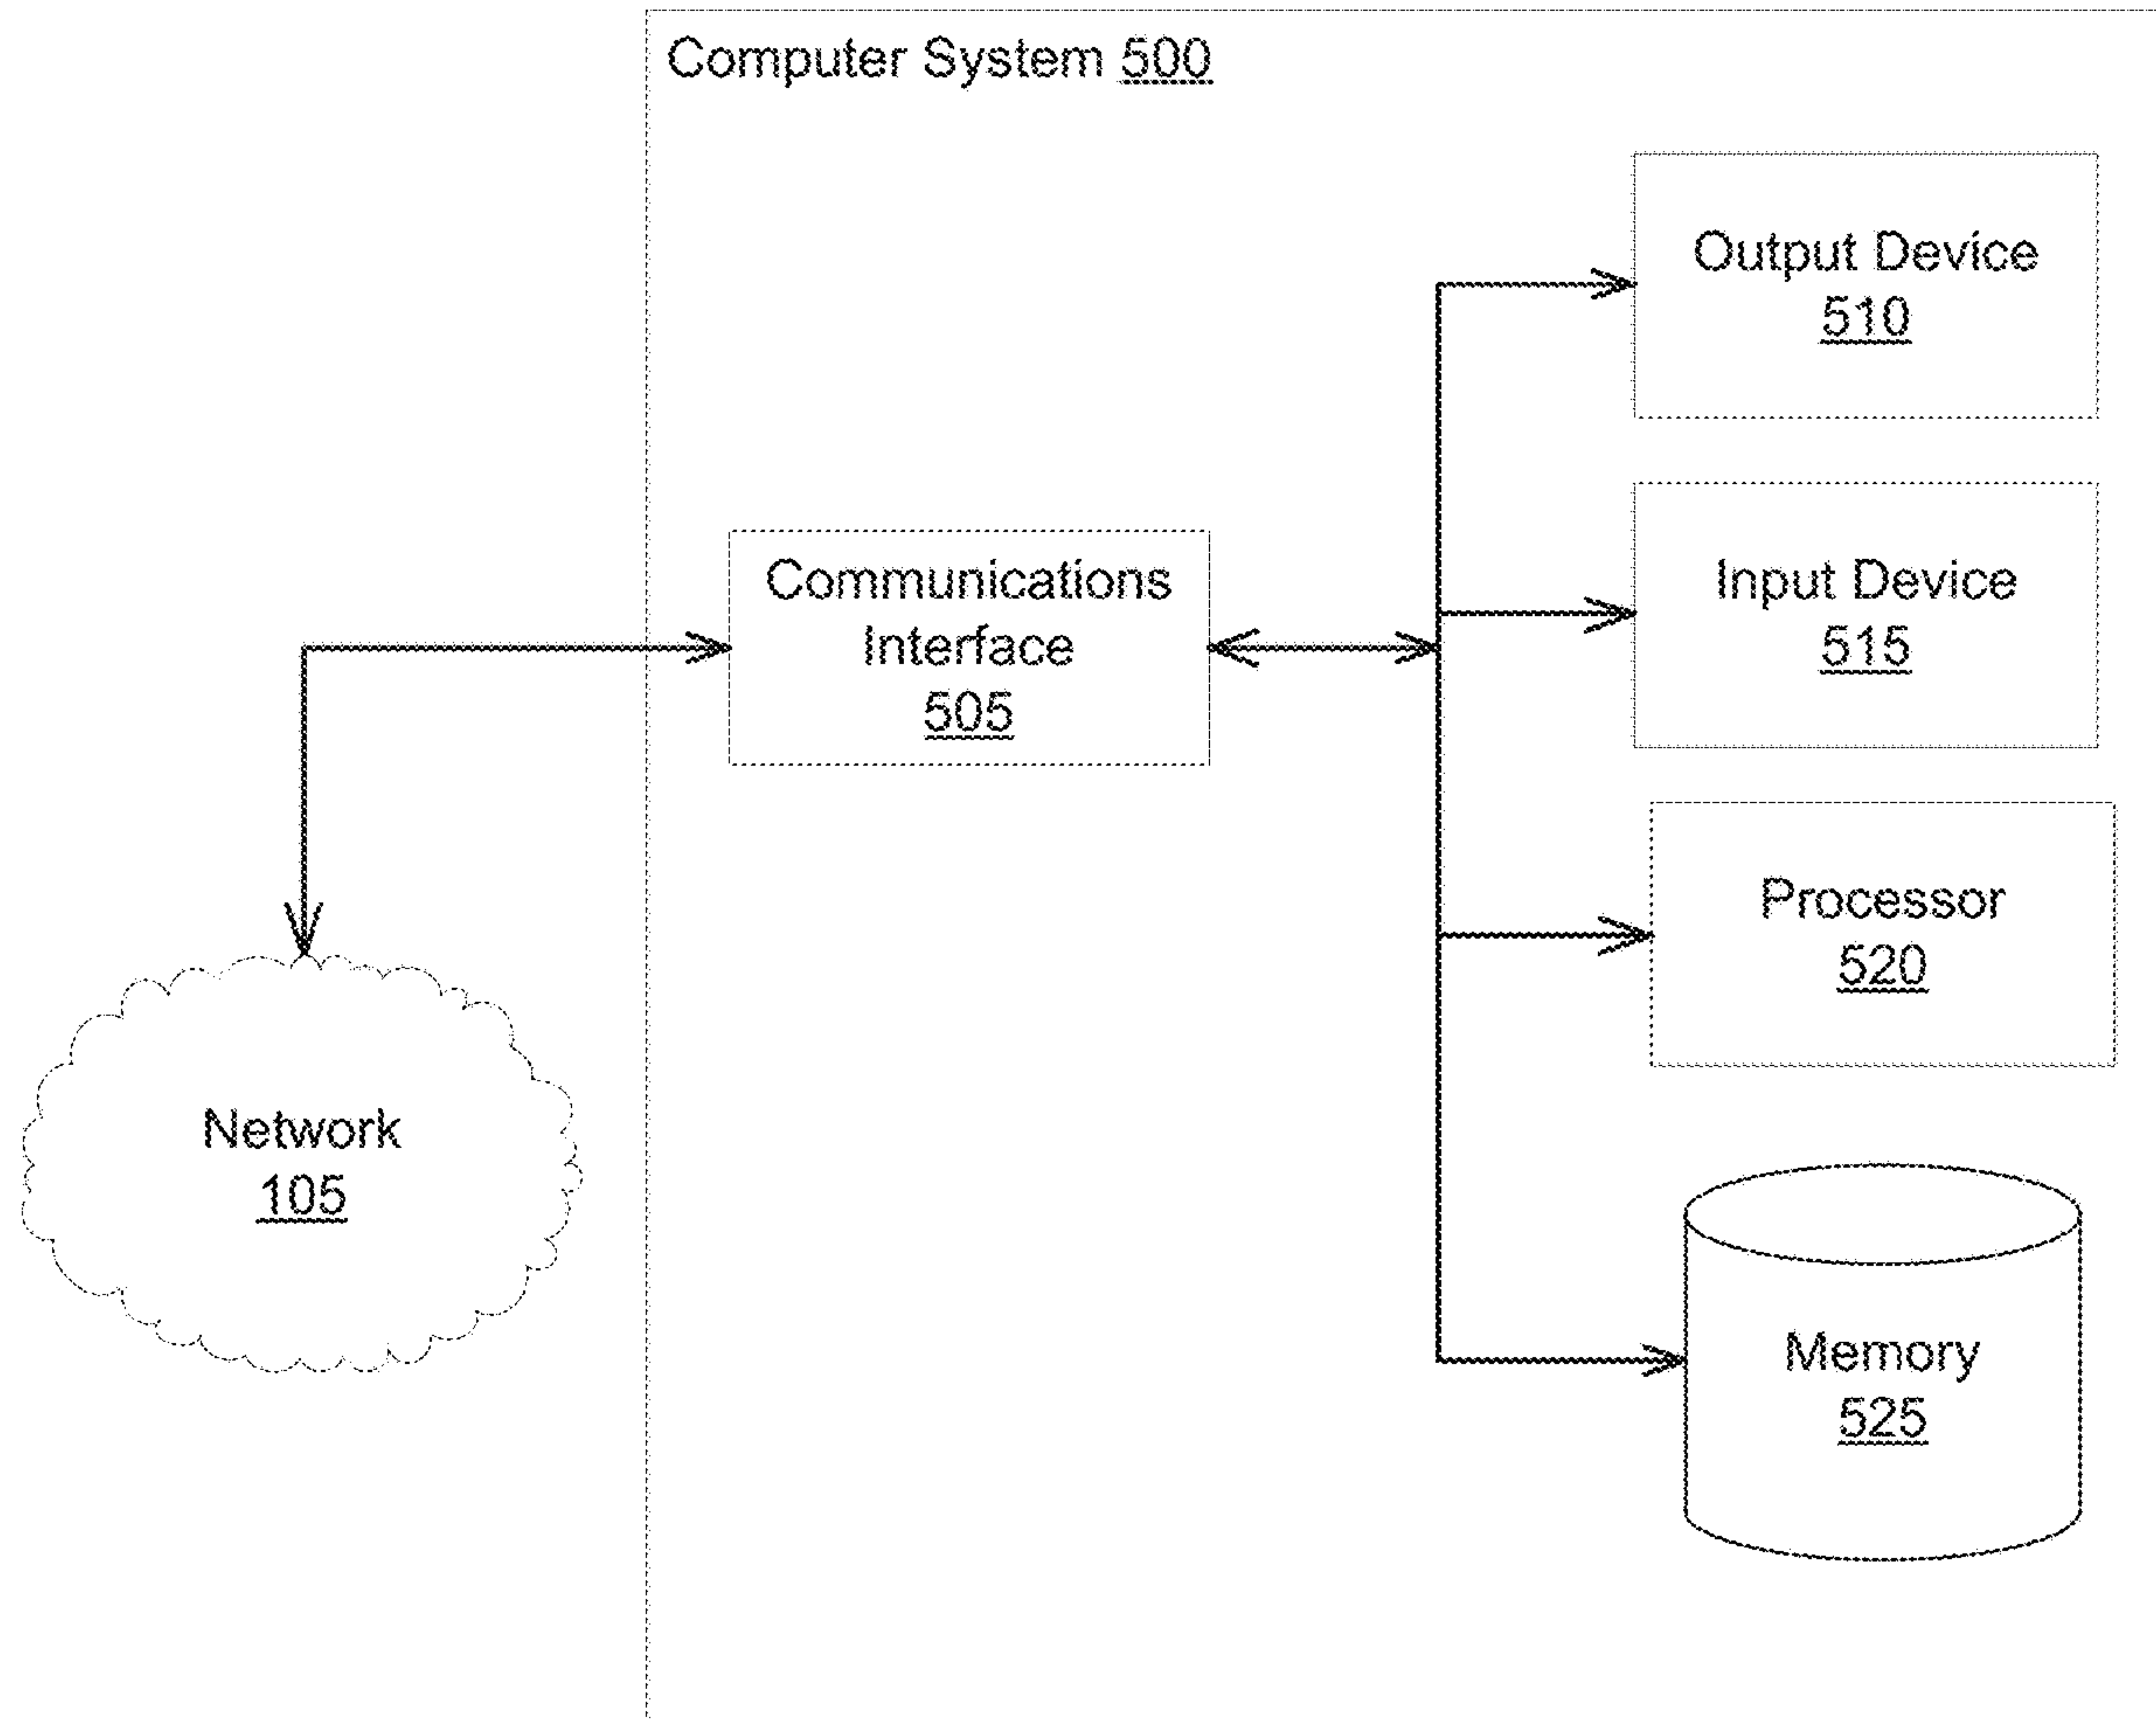 Computer System 500
Output Device
510
Input Device
515
Communications
Interface
505
Processor
520
Network
105
Memory
525